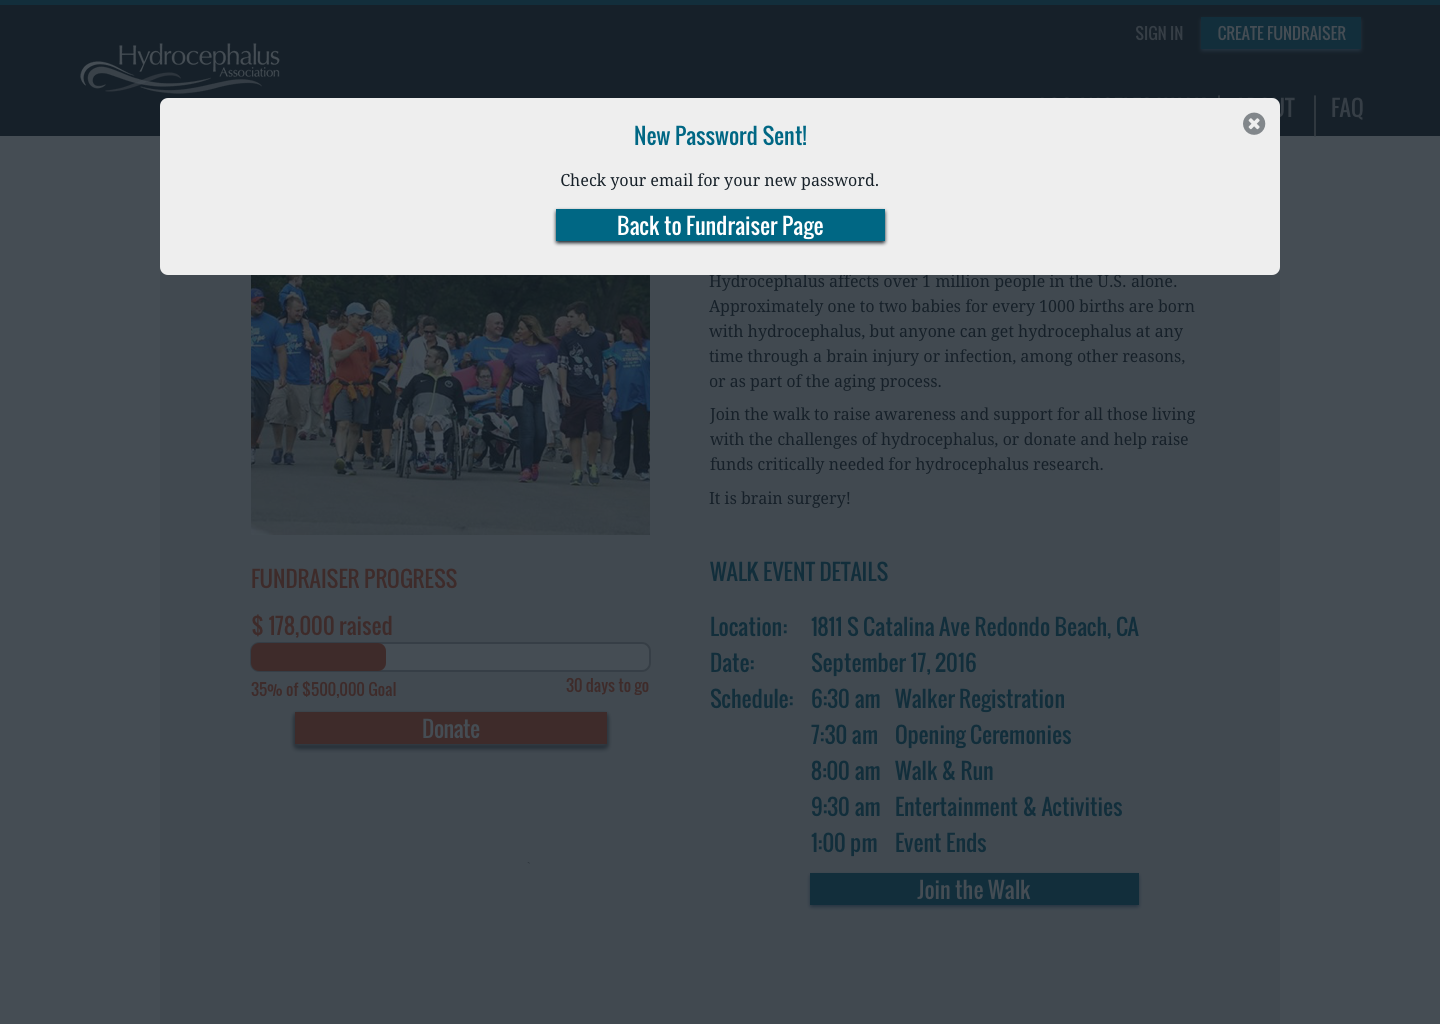 SIGN IN
CREATE FUNDRAISER
Hydrocephalus
Association
UT
FAQ
New Password Sent!
Check your email for your new password.
Back to Fundraiser Page
Hydrocephalus affects over 1 million people in the U.S. alone.
Approximately one to two babies for every 1000 births are born
with hydrocephalus, but anyone can get hydrocephalus at any
time through a brain injury or infection, among other reasons,
or as part of the aging process.
Join the walk to raise awareness and support for all those living
with the challenges of hydrocephalus, or donate and help raise
funds critically needed for hydrocephalus research.
It is brain surgery!
FUNDRAISER PROGRESS
$ 178,000 raised
35% of $500,000 Goal
30 days to go
Donate
WALK EVENT DETAILS
Location: 1811 S Catalina Ave Redondo Beach, CA
Date: September 17, 2016
Schedule: 6:30 am Walker Registration
7:30 am Opening Ceremonies
8:00 am Walk & Run
9:30 am Entertainment & Activities
1:00 pm Event Ends
Join the Walk